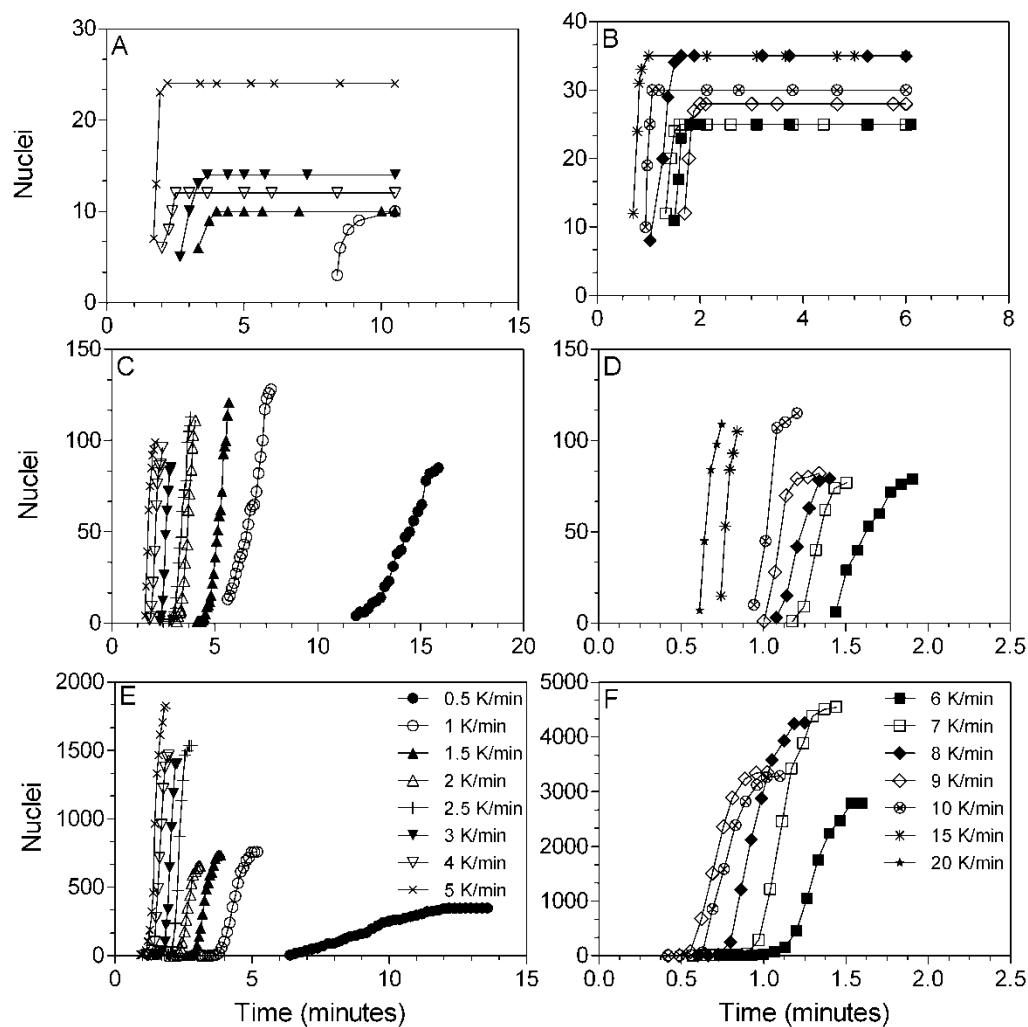 A
B
30
20
10
0
0
5
10
15
Nuclei
40
30
20
10
0
0
2
4
6
8
C
D
150
100
50
0
0
5
10
15
20
Nuclei
150
100
50
0
0.0
0.5
1.0
1.5
2.0
2.5
E
F
2000
1500
1000
500
0
0
5
10
15
Nuclei
Time (minutes)
0.5 K/min
1 K/min
1.5 K/min
2 K/min
2.5 K/min
3 K/min
4 K/min
5 K/min
5000
4000
3000
2000
1000
0
0.0
0.5
1.0
1.5
2.0
2.5
Time (minutes)
6 K/min
7 K/min
8 K/min
9 K/min
10 K/min
15 K/min
20 K/min